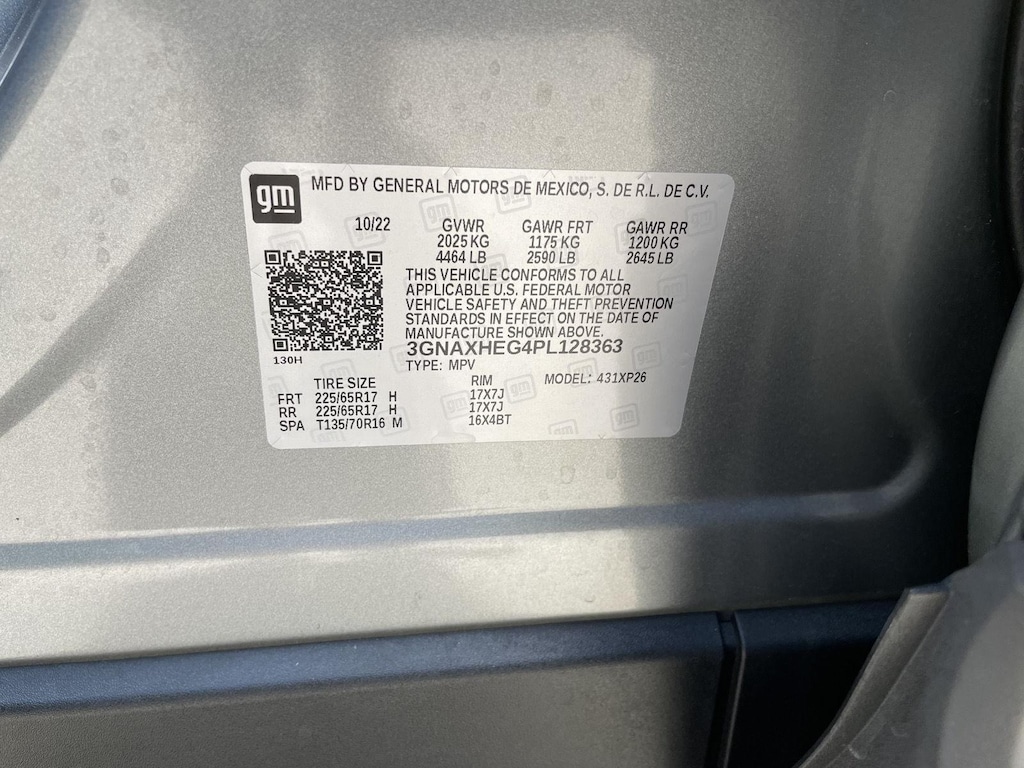 gm MFD BY GENERAL MOTORS DE MEXICO, S. DE R.L. DE C.V.
10/22 GVWR GAWR FRT GAWR RR
2025 KG 1175 KG 1200 KG
4464 LB 2590 LB 2645 LB
THIS VEHICLE CONFORMS TO ALL
APPLICABLE U.S. FEDERAL MOTOR
VEHICLE SAFETY AND THEFT PREVENTION
STANDARDS IN EFFECT ON THE DATE OF
MANUFACTURE SHOWN ABOVE.
3GNAXHEG4PL128363
130H
TYPE: MPV
TIRE SIZE RIM MODEL: 431XP26
FRT 225/65R17 H 17X7J
RR 225/65R17 H 17X7J
SPA T135/70R16 M 16X4BT